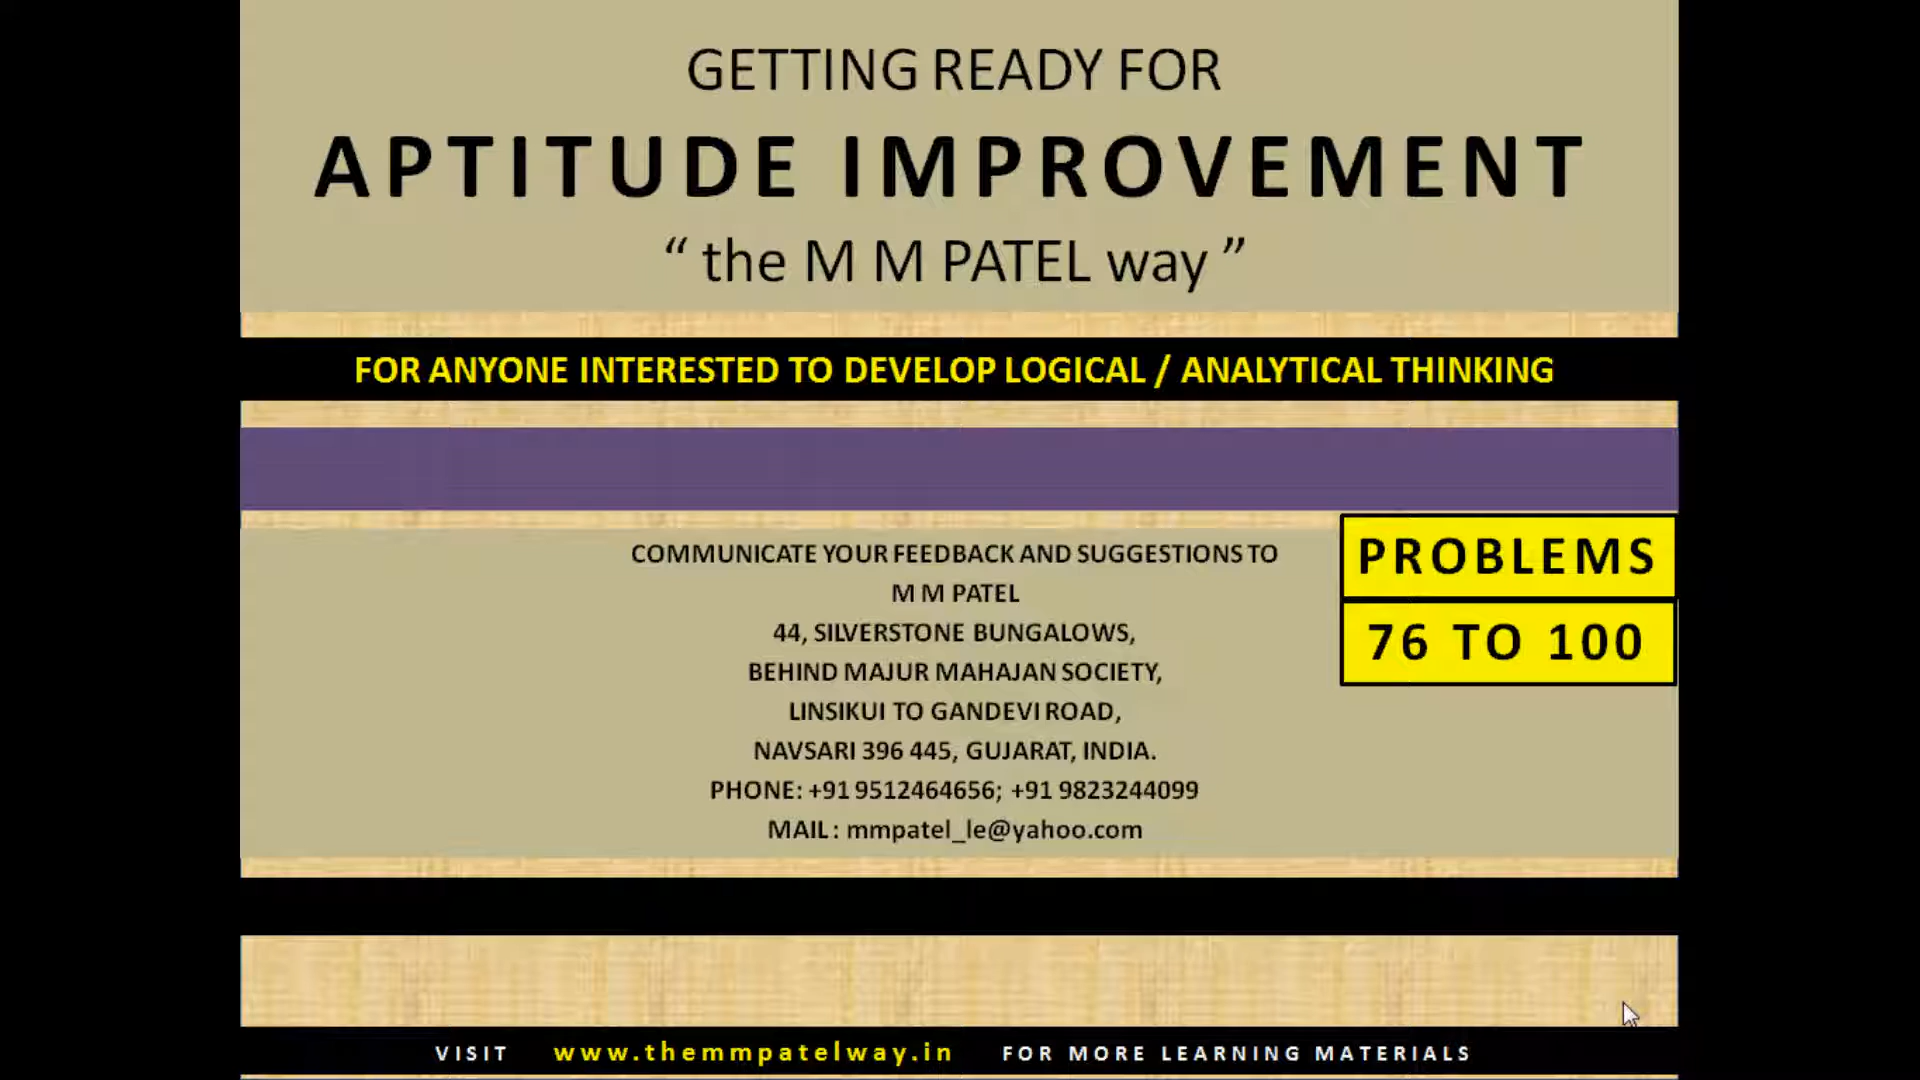 GETTING READY FOR
APTITUDE IMPROVEMENT
“ the M M PATEL way ”
FOR ANYONE INTERESTED TO DEVELOP LOGICAL / ANALYTICAL THINKING
COMMUNICATE YOUR FEEDBACK AND SUGGESTIONS TO
M M PATEL
44, SILVERSTONE BUNGALOWS,
BEHIND MAJUR MAHAJAN SOCIETY,
LINSIKUI TO GANDEVI ROAD,
NAVSARI 396 445, GUJARAT, INDIA.
PHONE: +91 9512464656; +91 9823244099
MAIL : mmpatel_le@yahoo.com
PROBLEMS
76 TO 100
VISIT www.themmpatelway.in FOR MORE LEARNING MATERIALS